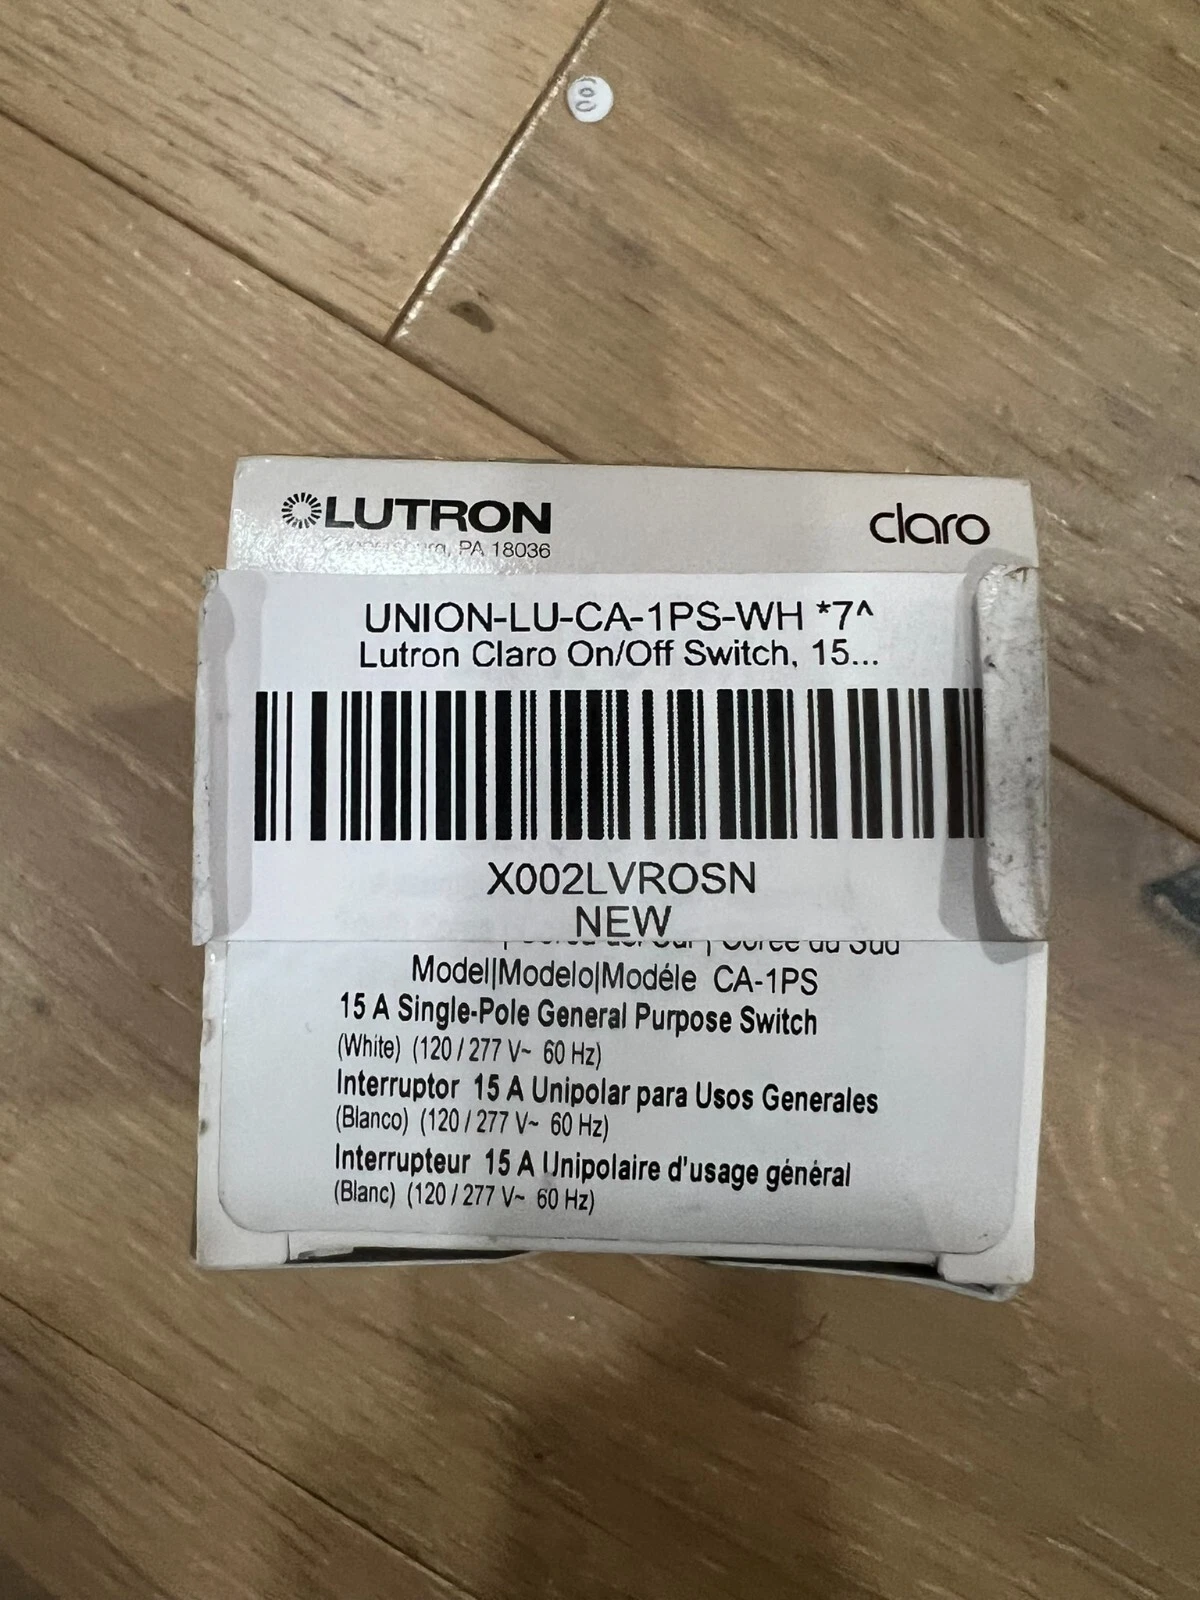 LUTRON
claro
PA 18036
UNION-LU-CA-1PS-WH *7^
Lutron Claro On/Off Switch, 15...
X002LVROSN
NEW
Model|Modelo|Modéle CA-1PS
15 A Single-Pole General Purpose Switch
(White) (120 / 277 V~ 60 Hz)
Interruptor 15 A Unipolar para Usos Generales
(Blanco) (120 / 277 V~ 60 Hz)
Interrupteur 15 A Unipolaire d'usage général
(Blanc) (120 / 277 V~ 60 Hz)